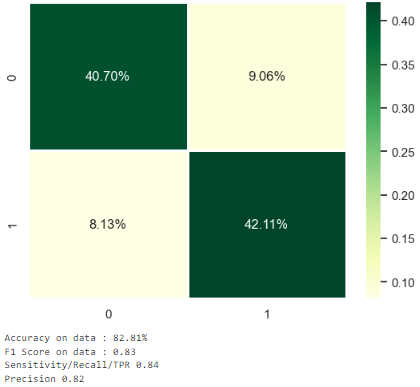 0.40
0 40.70% 9.06%
0.35
0.30
0.25
0.20
1 8.13% 42.11%
0.15
0.10
0 1
Accuracy on data : 82.81%
F1 Score on data : 0.83
Sensitivity/Recall/TPR 0.84
Precision 0.82